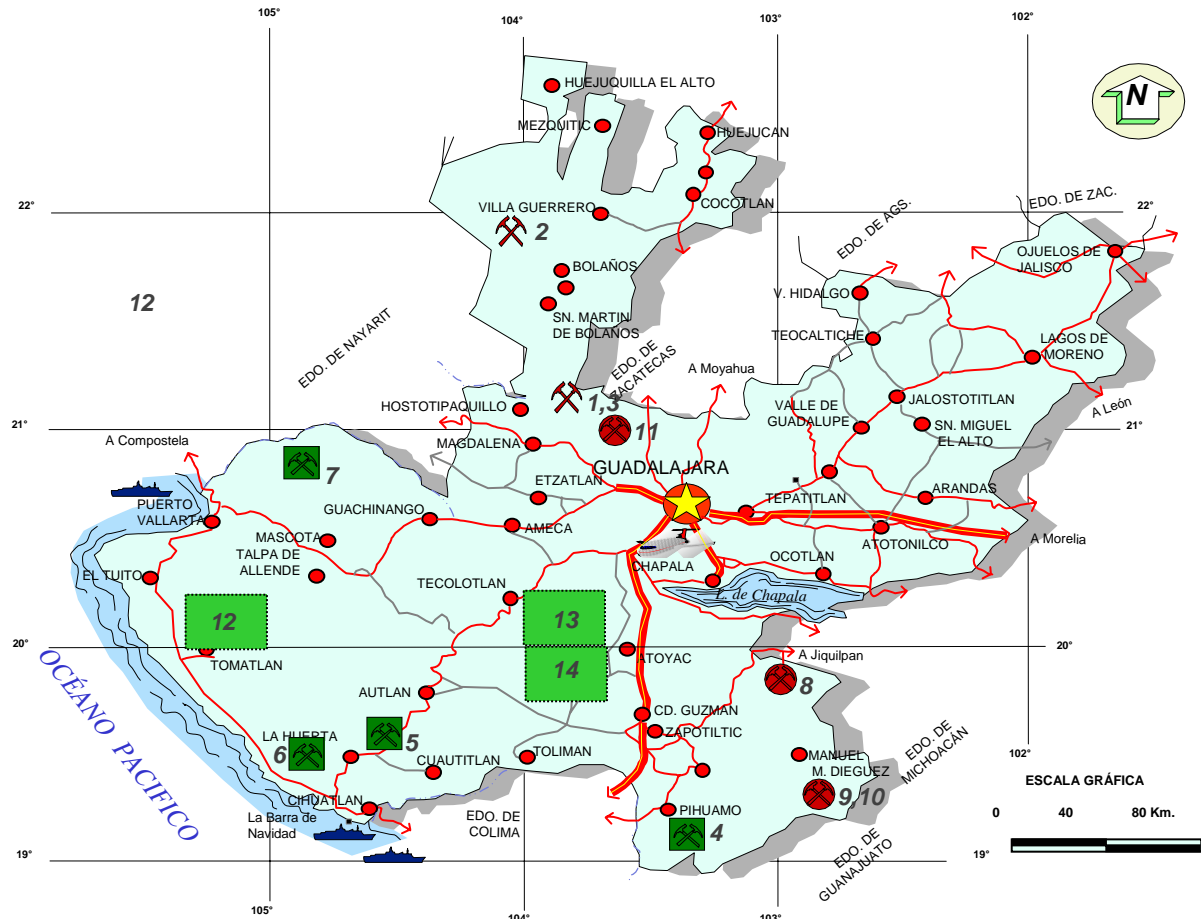 105°
104°
103°
102°
HUEJUQUILLA EL ALTO
N
MEZQUITIC
HUEJUCAN
VILLA GUERRERO
COCOTLAN
22°
22°
EDO. DE ZAC.
EDO. DE AGS.
2
OJUELOS DE
JALISCO
BOLAÑOS
V. HIDALGO
12
SN. MARTIN
DE BOLAÑOS
TEOCALTICHE
LAGOS DE
MORENO
EDO. DE NAYARIT
EDO. DE
ZACATECAS
A Moyahua
HOSTOTIPAQUILLO
1,3
VALLE DE
GUADALUPE
JALOSTOTITLAN
A León
SN. MIGUEL
EL ALTO
21°
21°
11
A Compostela
MAGDALENA
7
GUADALAJARA
ETZATLAN
TEPATITLAN
ARANDAS
PUERTO
VALLARTA
GUACHINANGO
AMECA
MASCOTA
ATOTONILCO
A Morelia
TALPA DE
ALLENDE
CHAPALA
OCOTLAN
EL TUITO
TECOLOTLAN
L. de Chapala
12
13
20°
20°
TOMATLAN
14
ATOYAC
A Jiquilpan
OCÉANO PACIFICO
8
AUTLAN
CD. GUZMAN
LA HUERTA
5
ZAPOTILTIC
6
CUAUTITLAN
TOLIMAN
MANUEL
M. DIEGUEZ
EDO. DE
MICHOACÁN
102°
ESCALA GRÁFICA
9,10
CIHUATLAN
PIHUAMO
0 40 80 Km.
La Barra de
Navidad
EDO. DE
COLIMA
4
EDO. DE
GUANAJUATO
19°
19°
105°
104°
103°